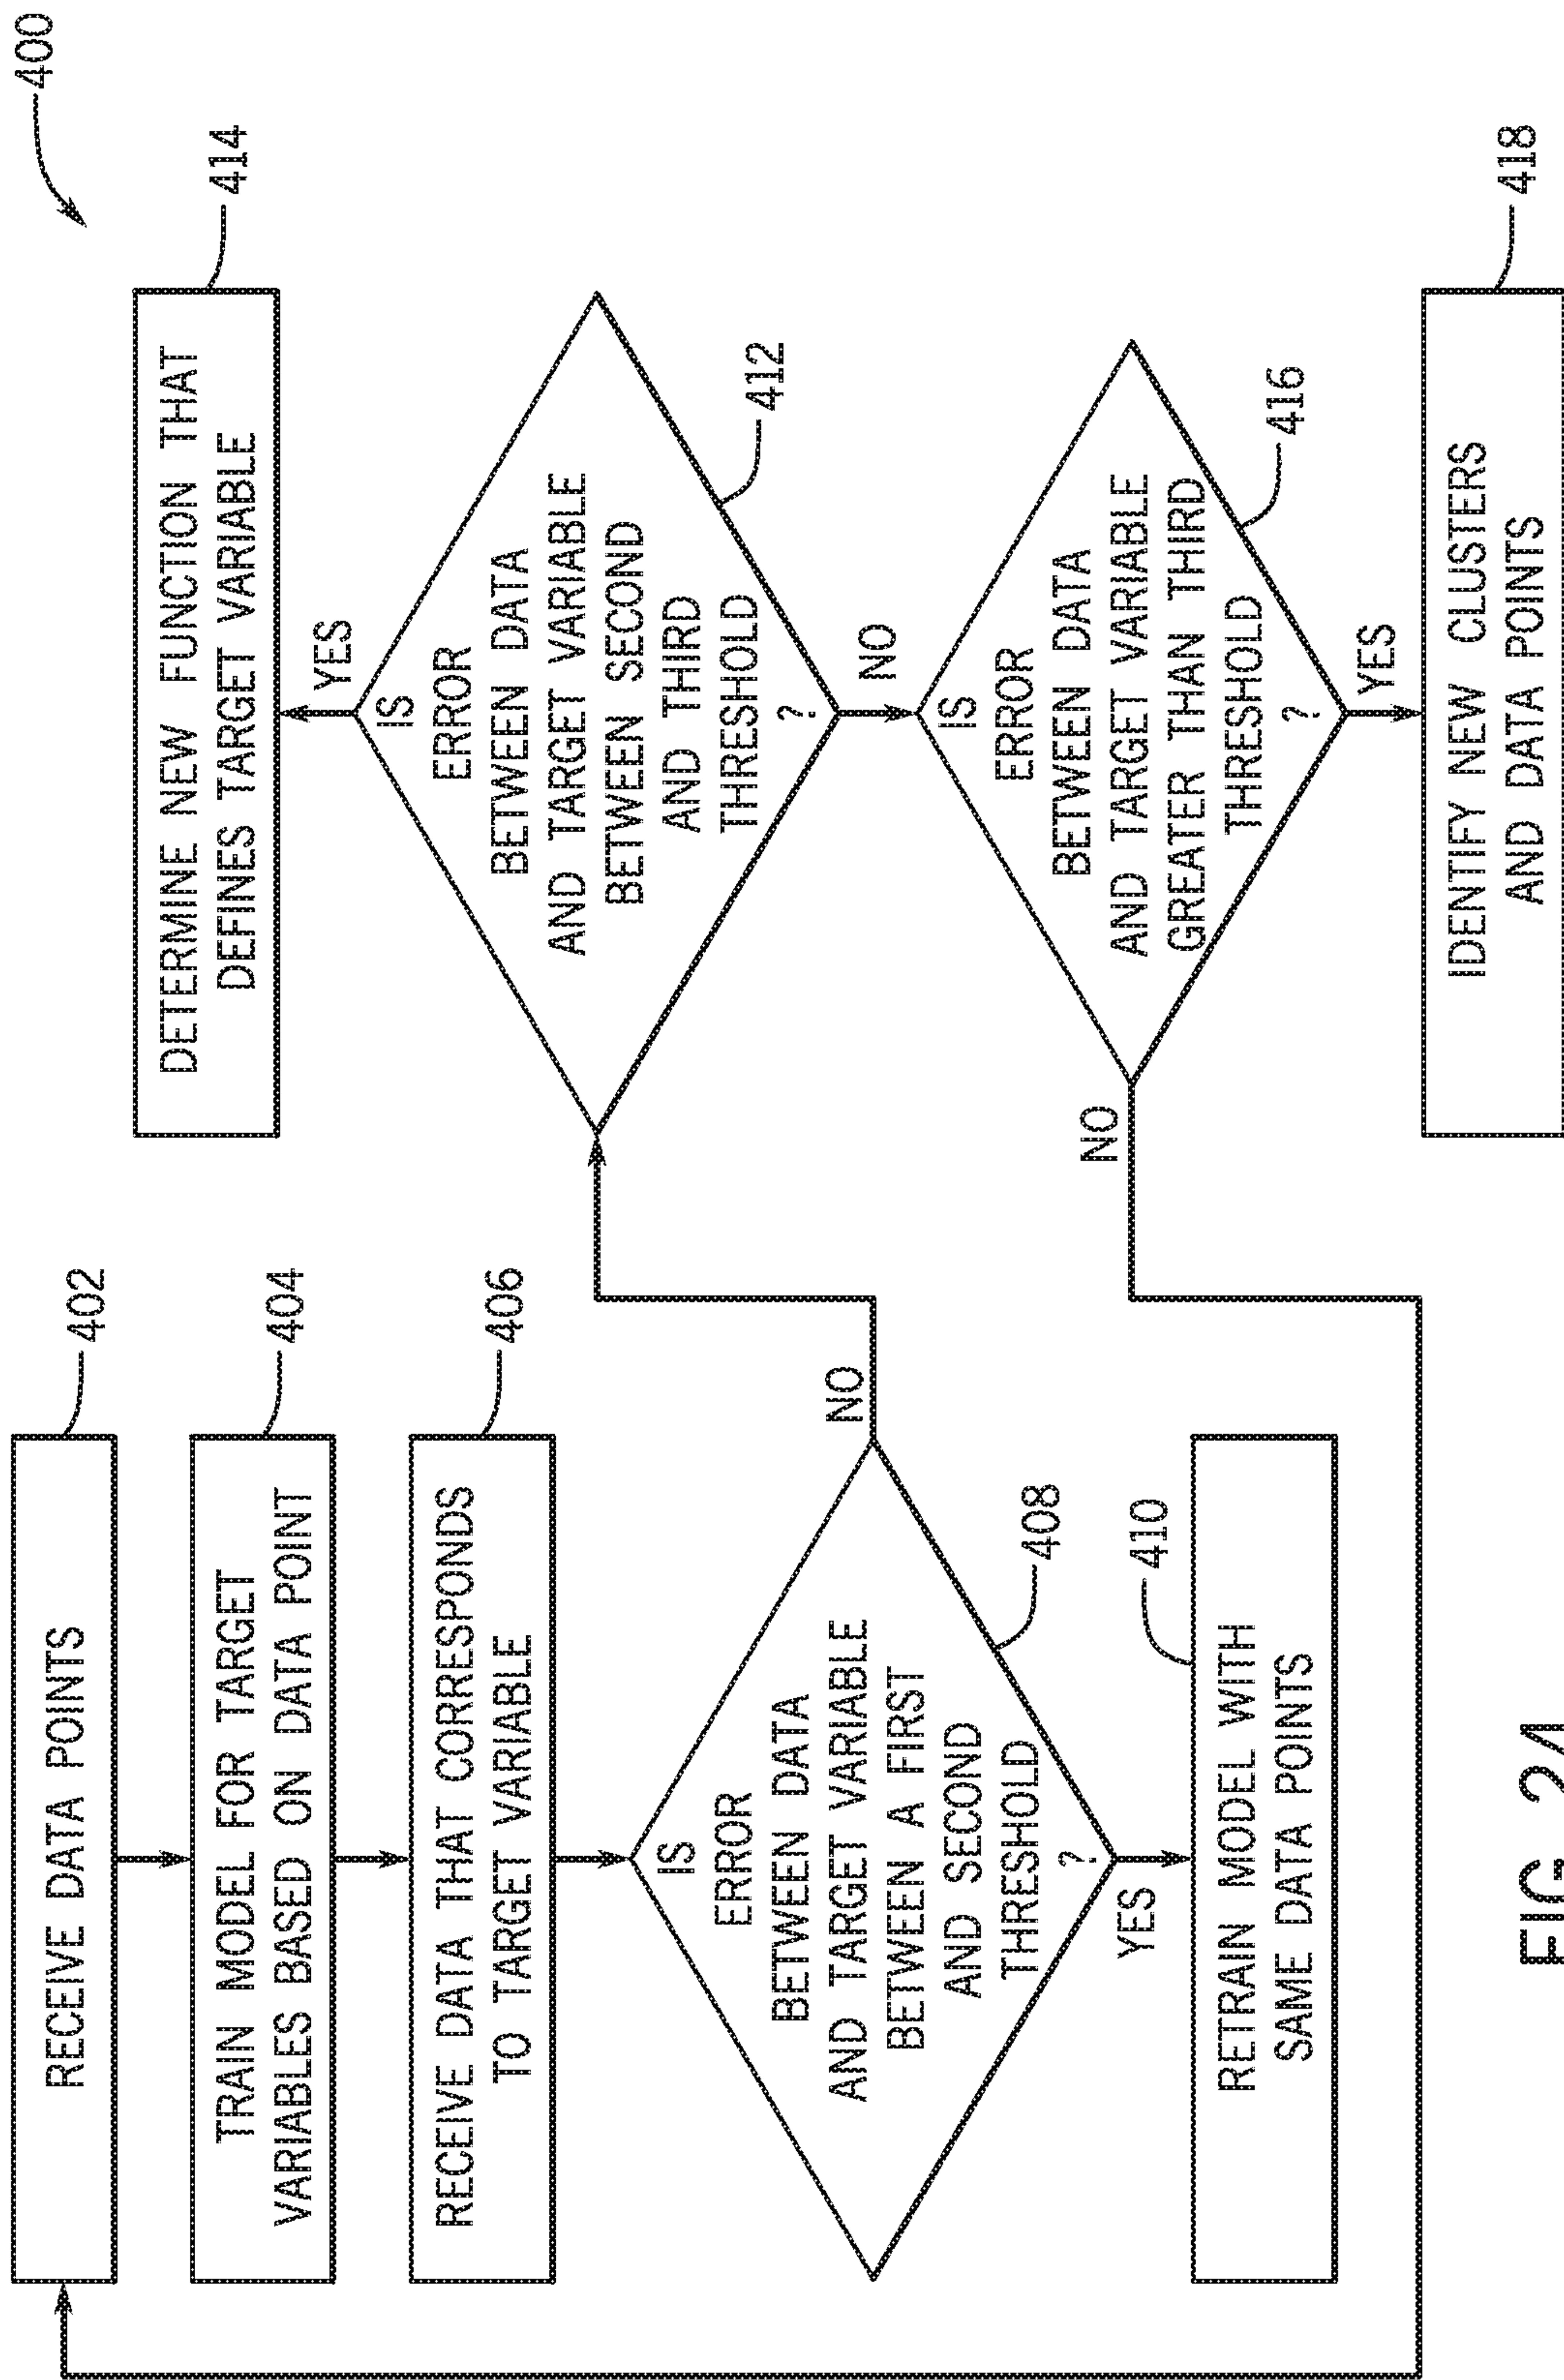 400
RECEIVE DATA POINTS
402
TRAIN MODEL FOR TARGET
VARIABLES BASED ON DATA POINT
404
RECEIVE DATA THAT CORRESPONDS
TO TARGET VARIABLE
406
IS
ERROR
BETWEEN DATA
AND TARGET VARIABLE
BETWEEN A FIRST
AND SECOND
THRESHOLD
?
408
NO
YES
410
RETRAIN MODEL WITH
SAME DATA POINTS
DETERMINE NEW FUNCTION THAT
DEFINES TARGET VARIABLE
414
YES
IS
ERROR
BETWEEN DATA
AND TARGET VARIABLE
BETWEEN SECOND
AND THIRD
THRESHOLD
?
412
NO
IS
ERROR
BETWEEN DATA
AND TARGET VARIABLE
GREATER THAN THIRD
THRESHOLD
?
416
NO
YES
IDENTIFY NEW CLUSTERS
AND DATA POINTS
418
FIG. 24